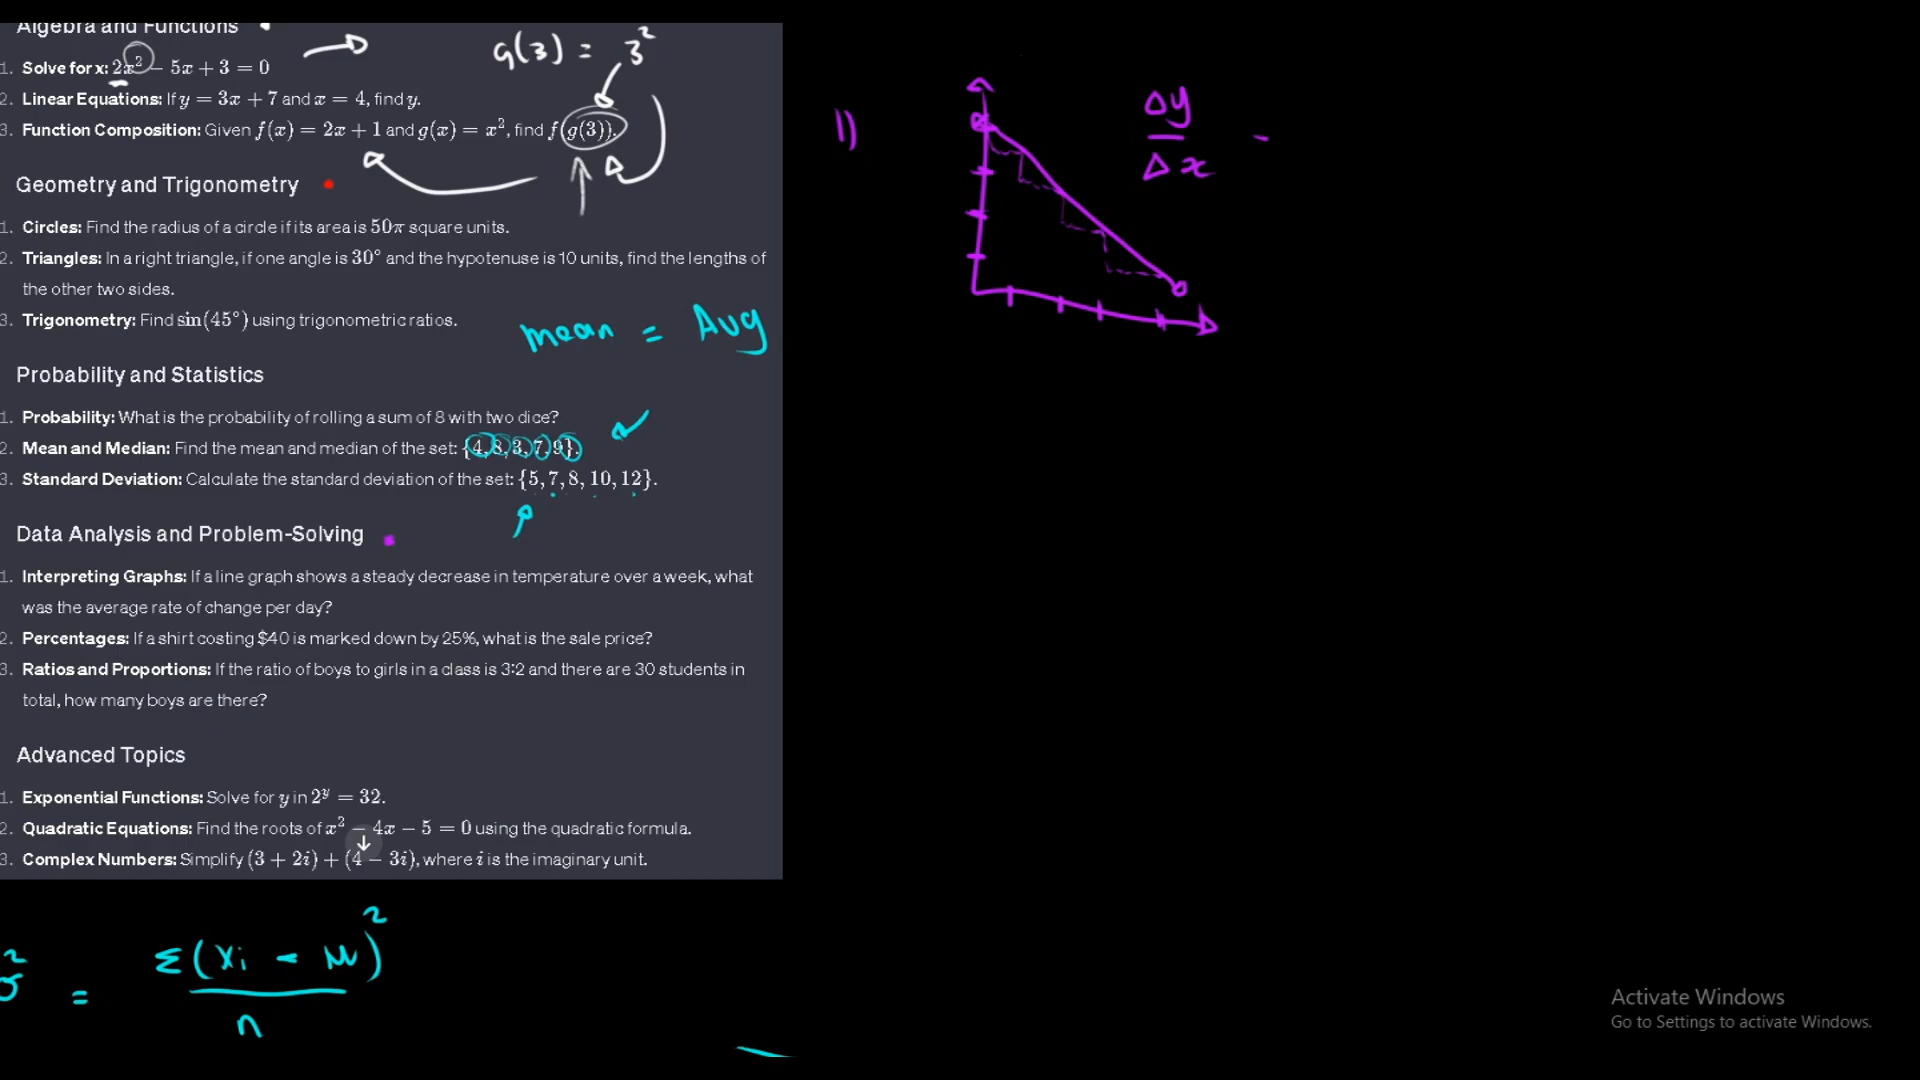 Algebra and Functions
1. Solve for x: 2x² − 5x + 3 = 0
2. Linear Equations: If y = 3x + 7 and x = 4, find y.
3. Function Composition: Given f(x) = 2x + 1 and g(x) = x², find f(g(3)).
g(3) = 3²
Geometry and Trigonometry
1. Circles: Find the radius of a circle if its area is 50π square units.
2. Triangles: In a right triangle, if one angle is 30° and the hypotenuse is 10 units, find the lengths of
the other two sides.
3. Trigonometry: Find sin(45°) using trigonometric ratios.
mean = Avg
Probability and Statistics
1. Probability: What is the probability of rolling a sum of 8 with two dice?
2. Mean and Median: Find the mean and median of the set: {4, 8, 3, 7, 9}.
3. Standard Deviation: Calculate the standard deviation of the set: {5, 7, 8, 10, 12}.
Data Analysis and Problem-Solving
1. Interpreting Graphs: If a line graph shows a steady decrease in temperature over a week, what
was the average rate of change per day?
2. Percentages: If a shirt costing $40 is marked down by 25%, what is the sale price?
3. Ratios and Proportions: If the ratio of boys to girls in a class is 3:2 and there are 30 students in
total, how many boys are there?
Advanced Topics
1. Exponential Functions: Solve for y in 2ʸ = 32.
2. Quadratic Equations: Find the roots of x² − 4x − 5 = 0 using the quadratic formula.
3. Complex Numbers: Simplify (3 + 2i) + (4 − 3i), where i is the imaginary unit.
σ² = Σ(xi - μ)²
n
1)
Δy
Δx
-
Activate Windows
Go to Settings to activate Windows.